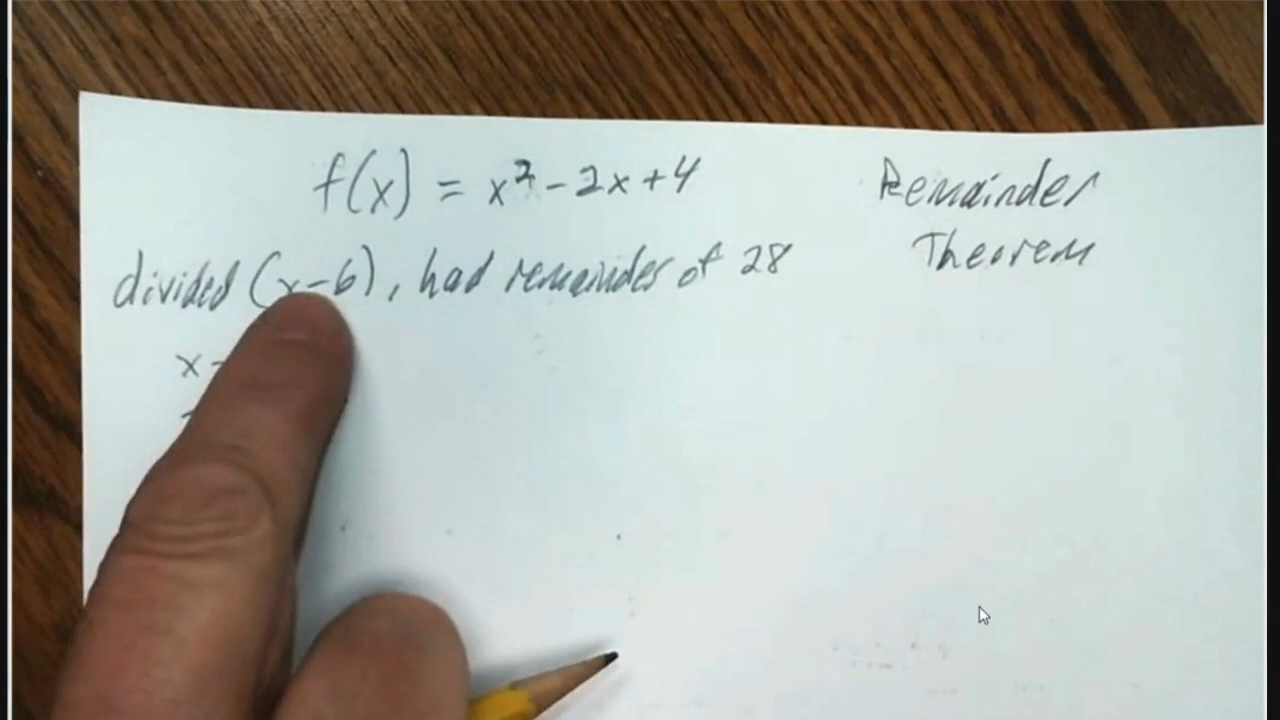 f(x) = x² - 2x + 4
Remainder
Theorem
divided (x-6), had remainder of 28
x -